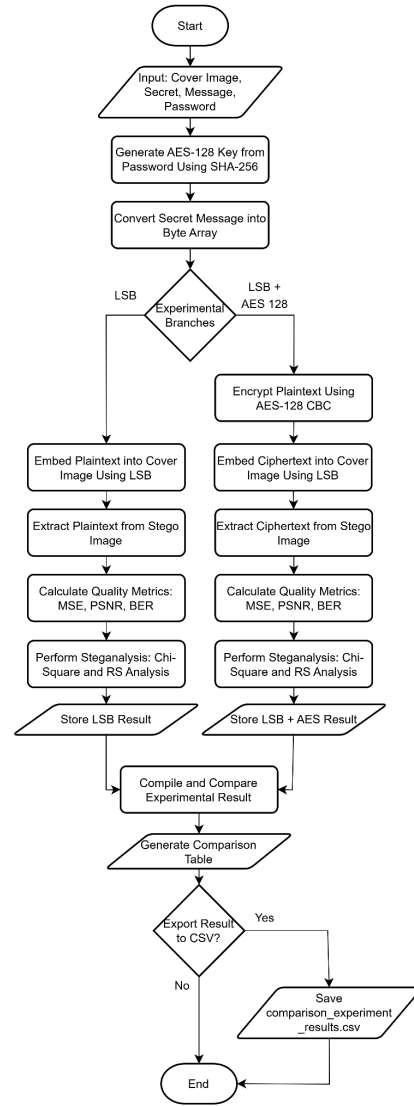 Start
Input: Cover Image,
Secret, Message,
Password
Generate AES-128 Key from
Password Using SHA-256
Convert Secret Message into
Byte Array
Experimental
Branches
LSB
LSB +
AES 128
Encrypt Plaintext Using
AES-128 CBC
Embed Plaintext into Cover
Image Using LSB
Embed Ciphertext into Cover
Image Using LSB
Extract Plaintext from Stego
Image
Extract Ciphertext from Stego
Image
Calculate Quality Metrics:
MSE, PSNR, BER
Calculate Quality Metrics:
MSE, PSNR, BER
Perform Steganalysis: Chi-
Square and RS Analysis
Perform Steganalysis: Chi-
Square and RS Analysis
Store LSB Result
Store LSB + AES Result
Compile and Compare
Experimental Result
Generate Comparison
Table
Export Result
to CSV?
Yes
No
Save
comparison_experiment
_results.csv
End